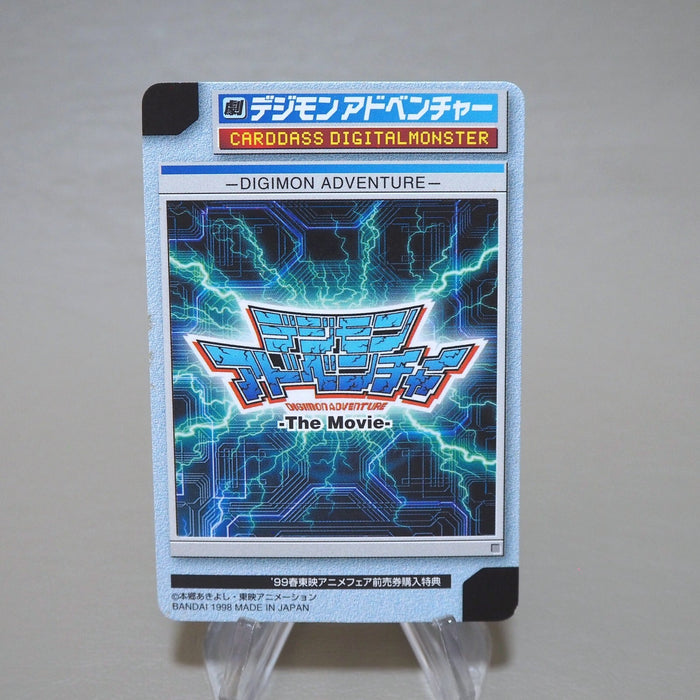 劇 デジモンアドベンチャー
CARDDASS DIGITALMONSTER
—DIGIMON ADVENTURE—
デジモン
アドベンチャー
DIGIMON ADVENTURE
-The Movie-
'99春東映アニメフェア前売券購入特典
©本郷あきよし・東映アニメーション
BANDAI 1998 MADE IN JAPAN